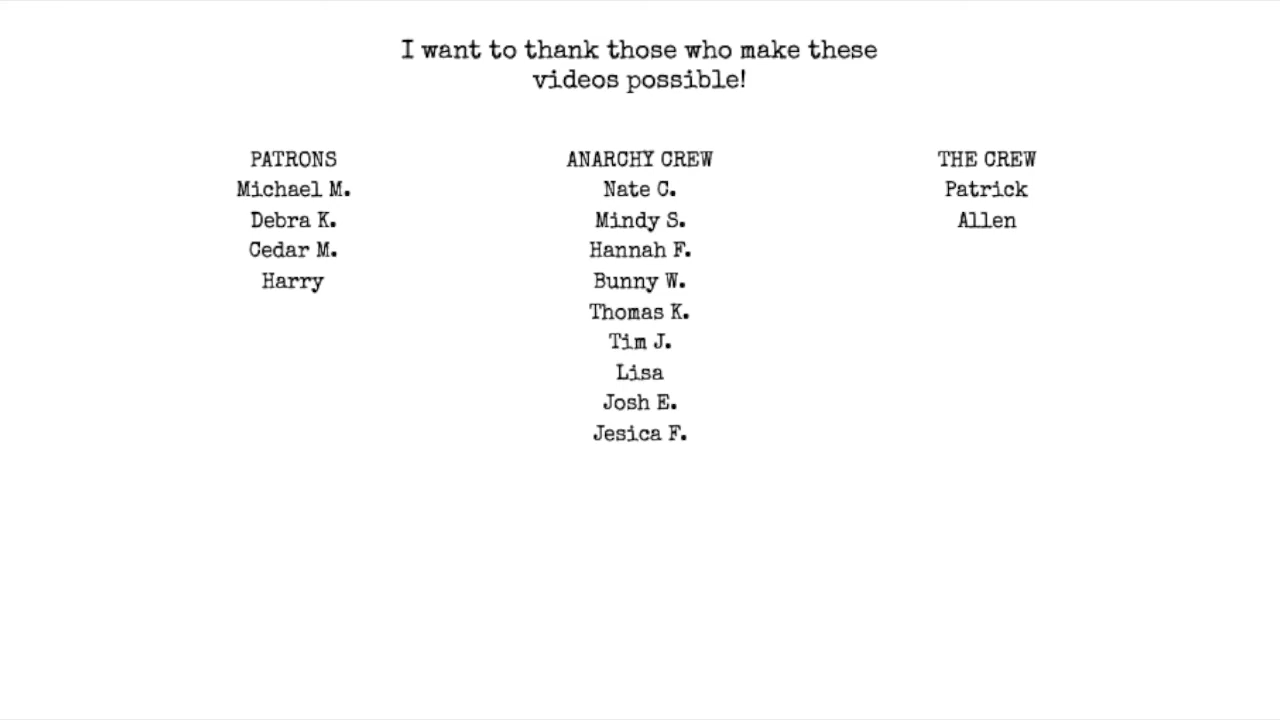 I want to thank those who make these
videos possible!
PATRONS
Michael M.
Debra K.
Cedar M.
Harry
ANARCHY CREW
Nate C.
Mindy S.
Hannah F.
Bunny W.
Thomas K.
Tim J.
Lisa
Josh E.
Jesica F.
THE CREW
Patrick
Allen